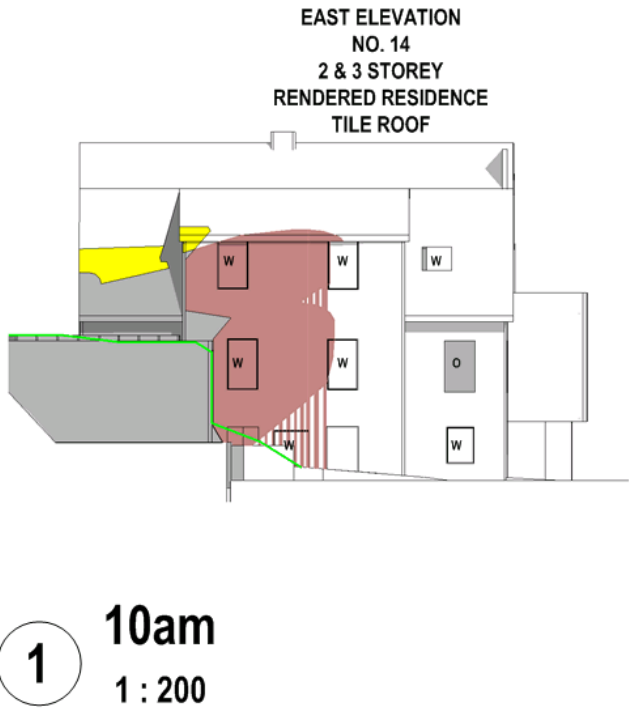 EAST ELEVATION
NO. 14
2 & 3 STOREY
RENDERED RESIDENCE
TILE ROOF
W
W
W
W
W
O
W
W
1
10am
1 : 200